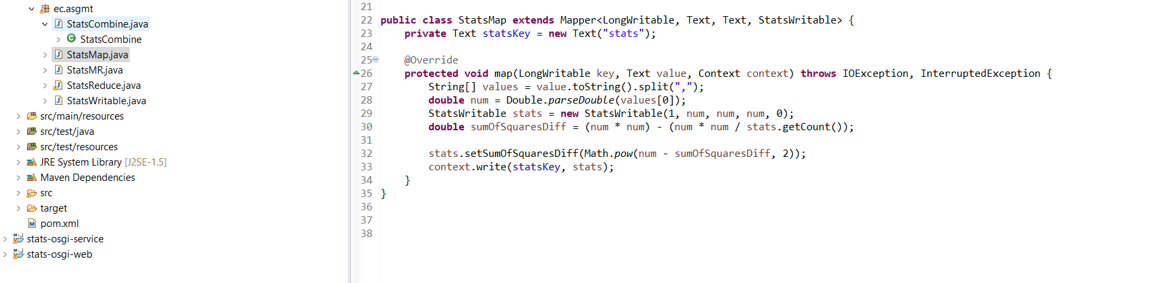 ec.asgmt
StatsCombine.java
StatsCombine
StatsMap.java
StatsMR.java
StatsReduce.java
StatsWritable.java
src/main/resources
src/test/java
src/test/resources
JRE System Library [J2SE-1.5]
Maven Dependencies
src
target
pom.xml
stats-osgi-service
stats-osgi-web
21
22 public class StatsMap extends Mapper<LongWritable, Text, Text, StatsWritable> {
23 private Text statsKey = new Text("stats");
24
25 @Override
26 protected void map(LongWritable key, Text value, Context context) throws IOException, InterruptedException {
27 String[] values = value.toString().split(",");
28 double num = Double.parseDouble(values[0]);
29 StatsWritable stats = new StatsWritable(1, num, num, num, 0);
30 double sumOfSquaresDiff = (num * num) - (num * num / stats.getCount());
31
32 stats.setSumOfSquaresDiff(Math.pow(num - sumOfSquaresDiff, 2));
33 context.write(statsKey, stats);
34 }
35 }
36
37
38